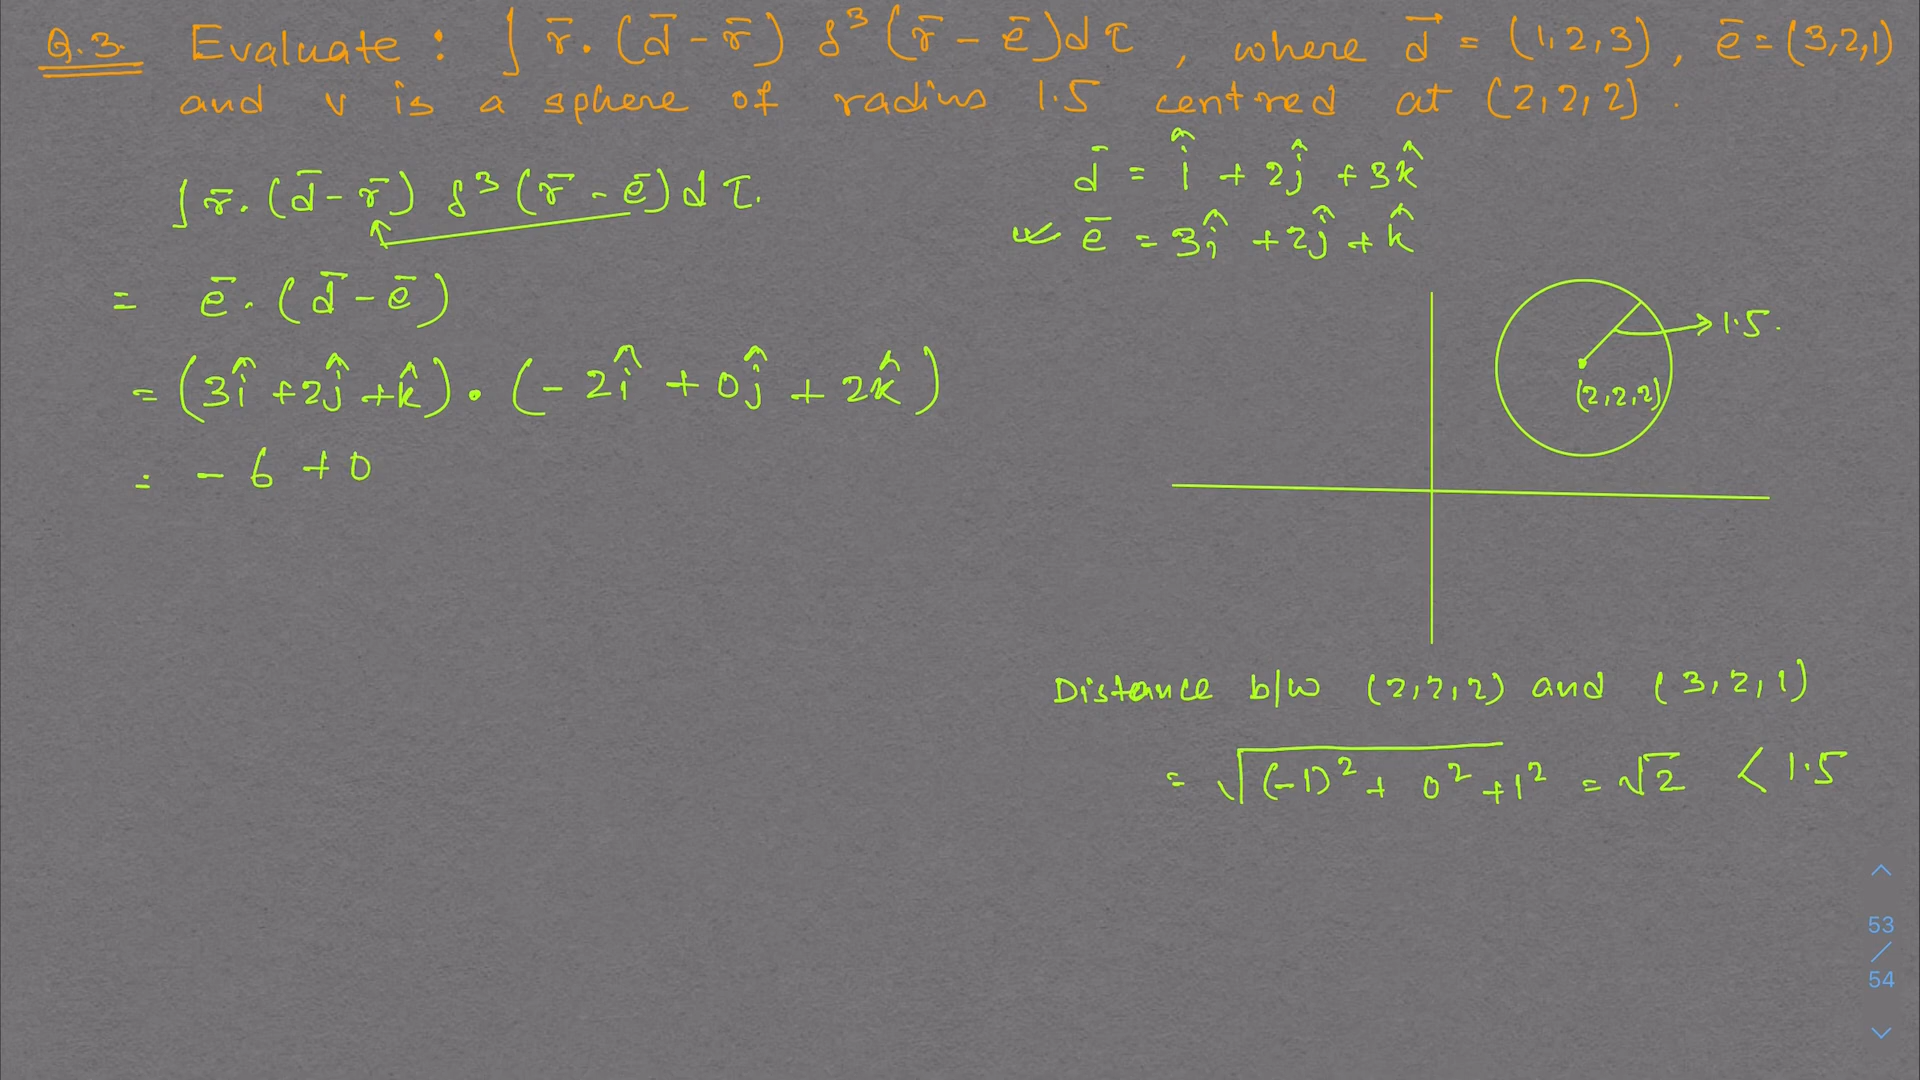 Q.3. Evaluate : ∫ r̄. (d̄ - r̄) δ³ (r̄ - ē) dτ , where d⃗ = (1,2,3) , ē = (3,2,1)
and v is a sphere of radius 1.5 centred at (2,2,2) .
∫ r̄. (d̄ - r̄) δ³ (r̄ - ē) dτ.
= ē. (d̄ - ē)
= (3î + 2ĵ + k̂) . (-2î + 0ĵ + 2k̂)
= - 6 + 0
d̄ = î + 2ĵ + 3k̂
ē = 3î + 2ĵ + k̂
1.5.
(2,2,2)
Distance b/w (2,2,2) and (3,2,1)
= √(-1)² + 0² + 1² = √2 < 1.5
53
/
54